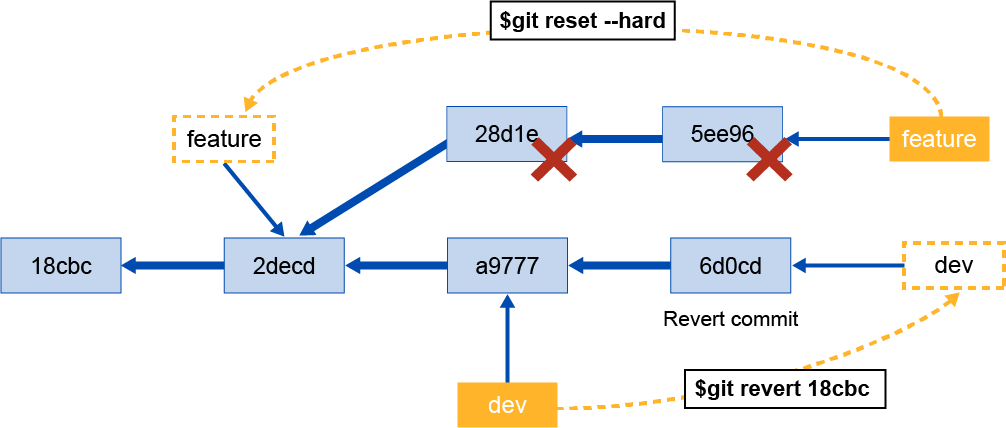 $git reset --hard
feature
28d1e
5ee96
feature
18cbc
2decd
a9777
6d0cd
dev
Revert commit
$git revert 18cbc
dev